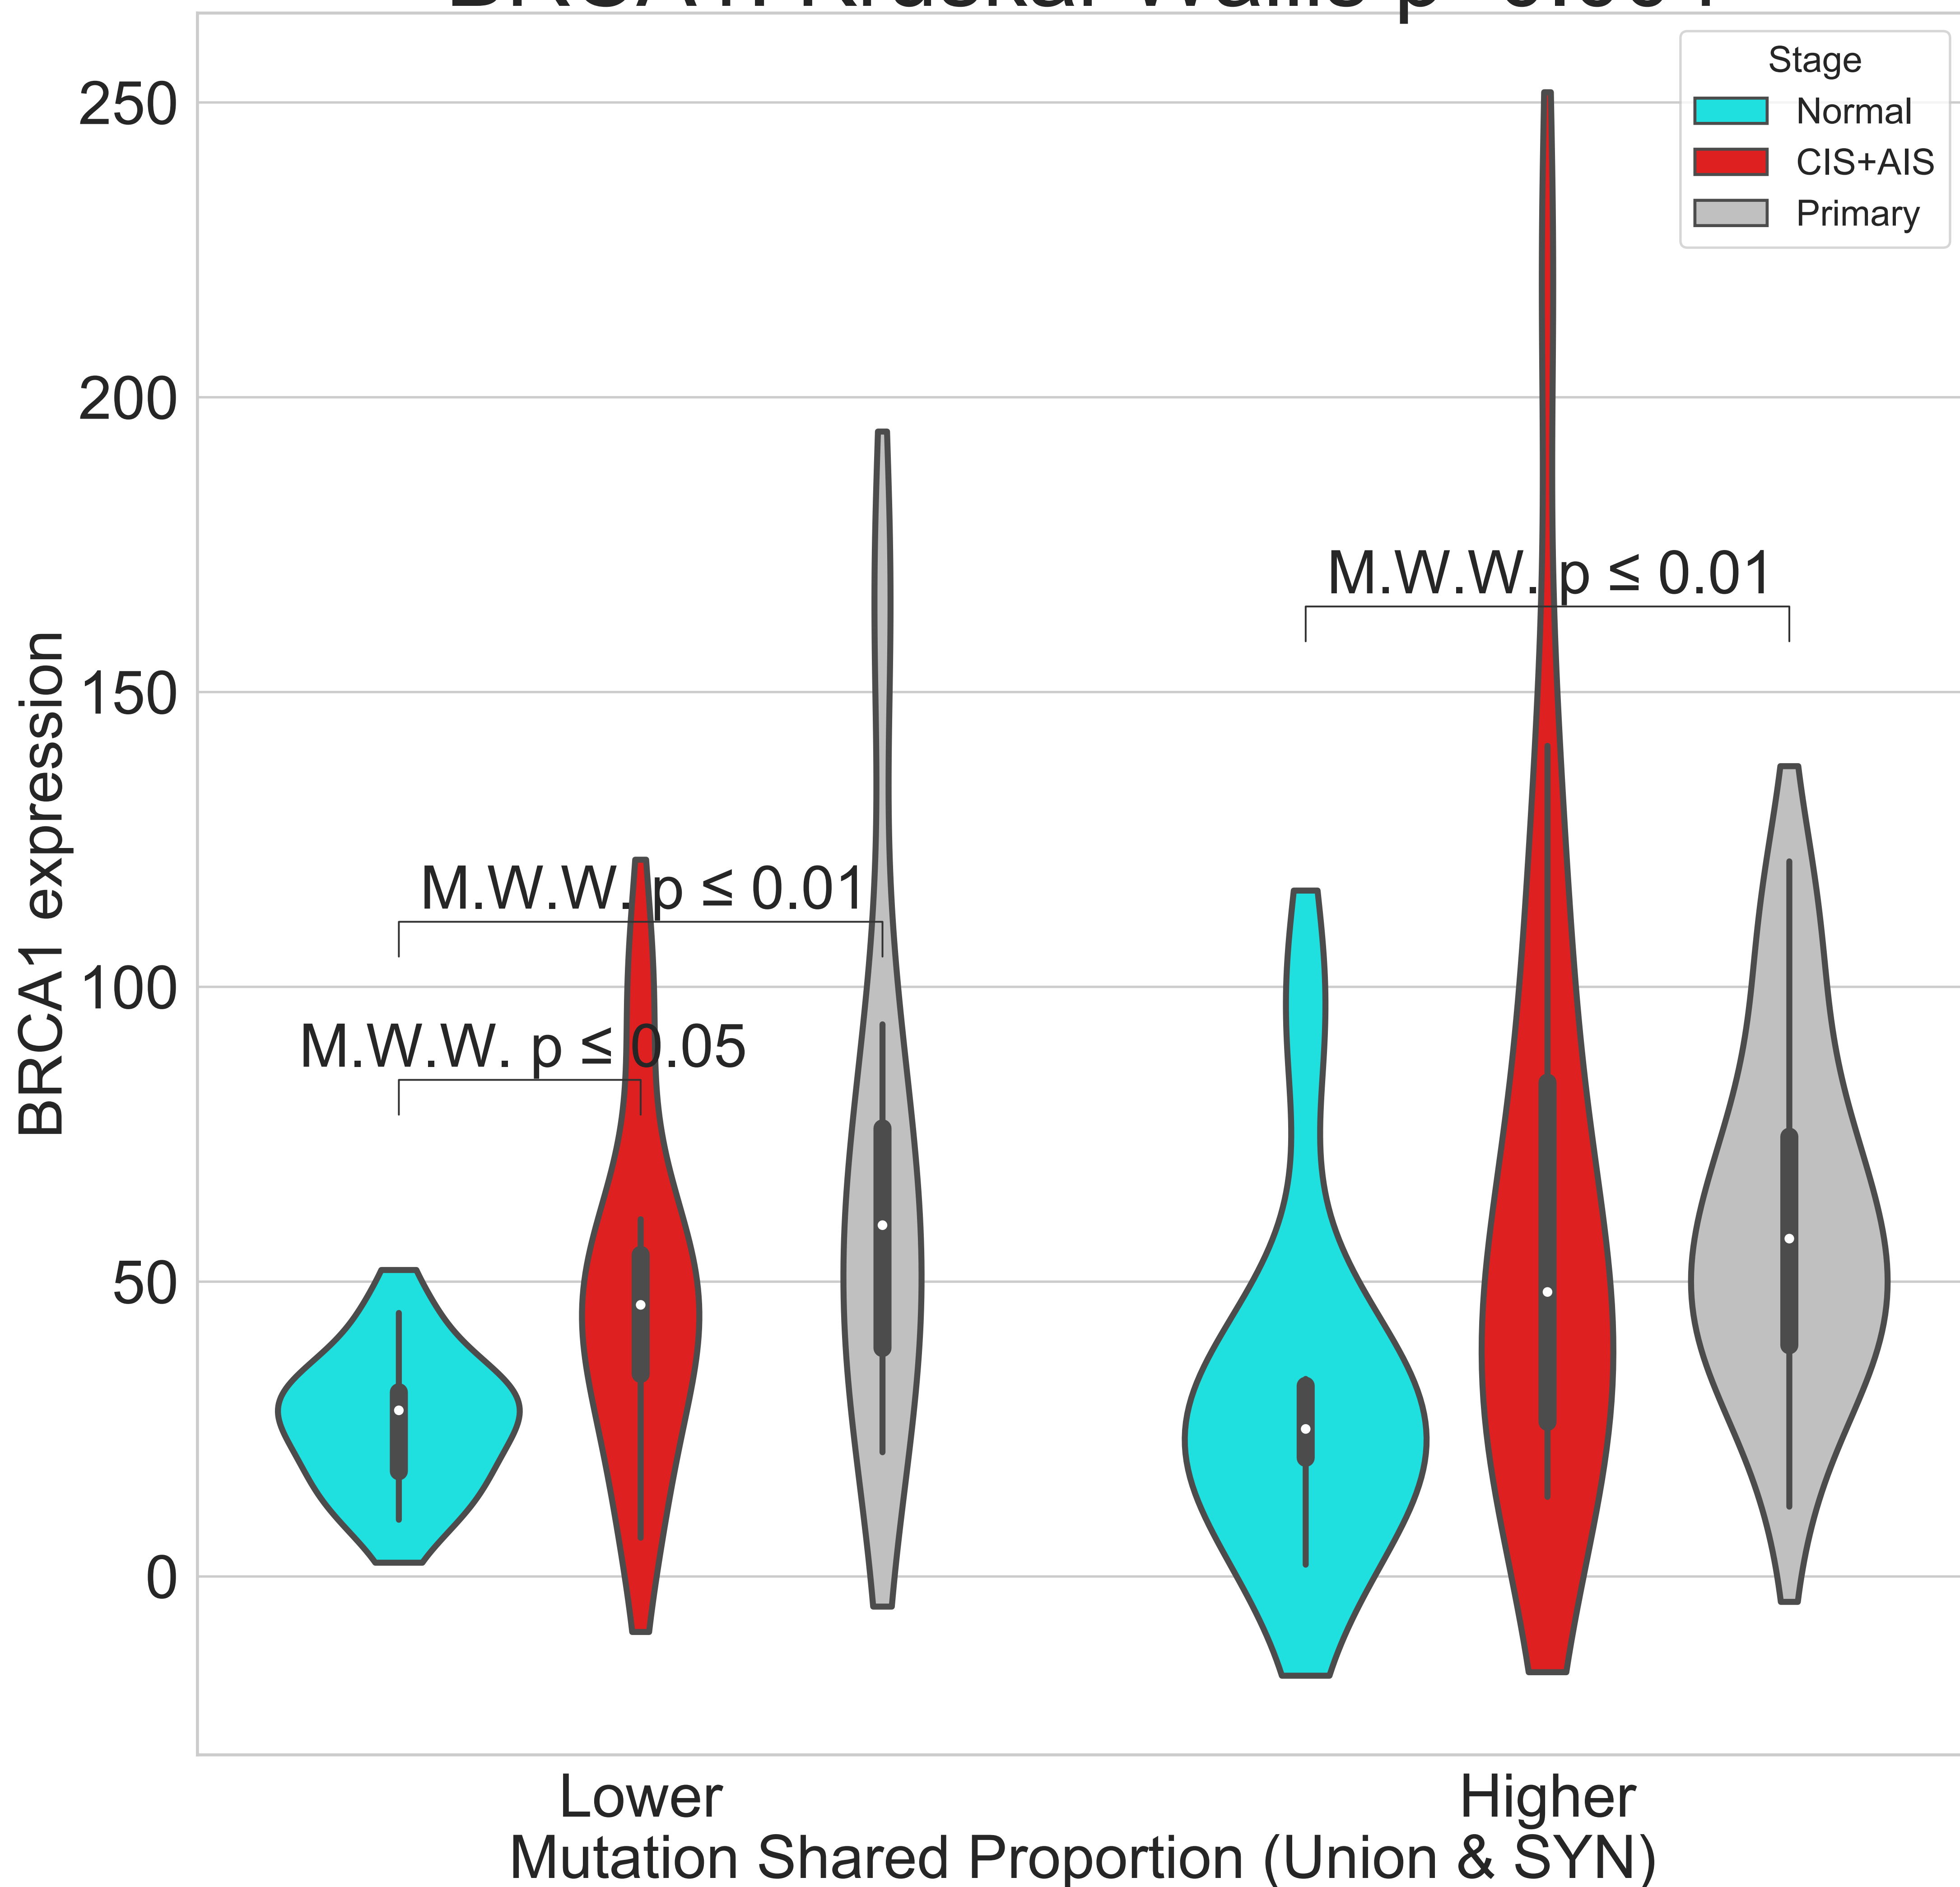 Stage
Normal
CIS+AIS
Primary
250
200
150
100
50
0
BRCA1 expression
M.W.W. p ≤ 0.01
M.W.W. p ≤ 0.01
M.W.W. p ≤ 0.05
Lower
Higher
Mutation Shared Proportion (Union & SYN)